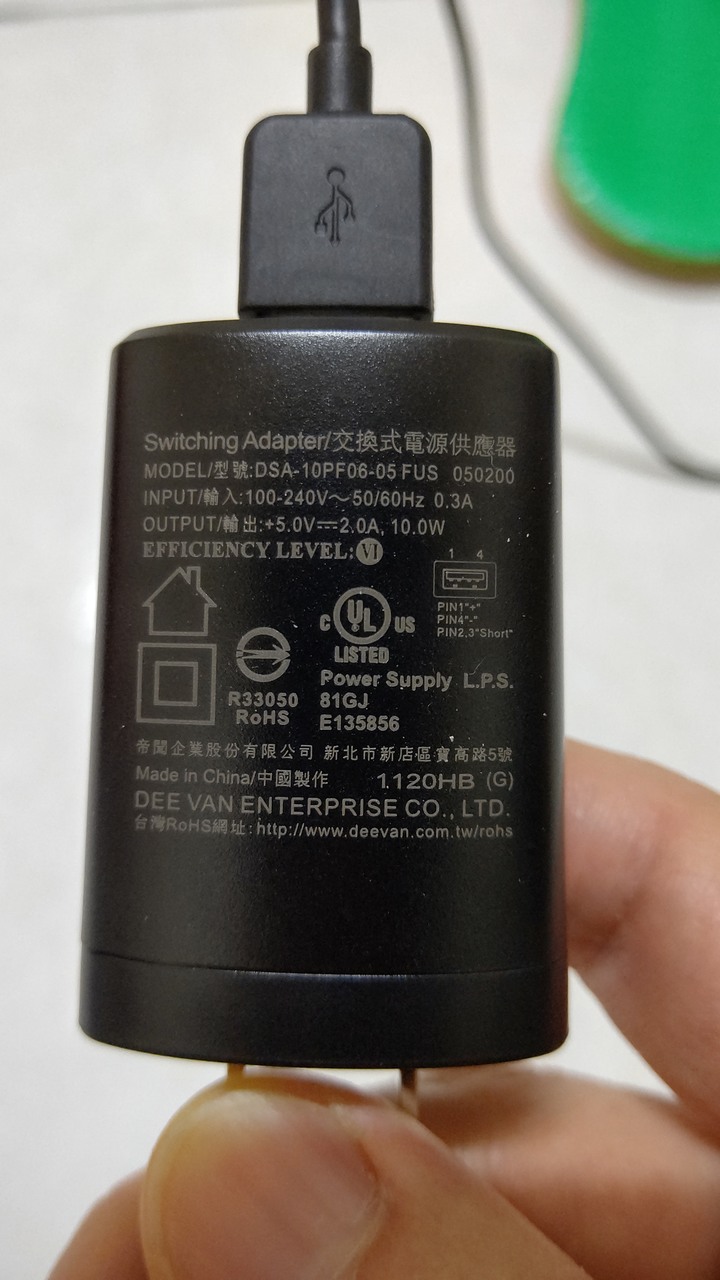 Switching Adapter/交換式電源供應器
MODEL/型號:DSA-10PF06-05 FUS 050200
INPUT/輸入:100-240V～50/60Hz 0.3A
OUTPUT/輸出:+5.0V⎓2.0A, 10.0W
EFFICIENCY LEVEL:VI
1 4
PIN1"+"
PIN4"-"
PIN2,3"Short"
C UL US
LISTED
R33050
RoHS
Power Supply L.P.S.
81GJ
E135856
帝聞企業股份有限公司 新北市新店區寶高路5號
Made in China/中國製作 1.120HB (G)
DEE VAN ENTERPRISE CO., LTD.
台灣RoHS網址: http://www.deevan.com.tw/rohs